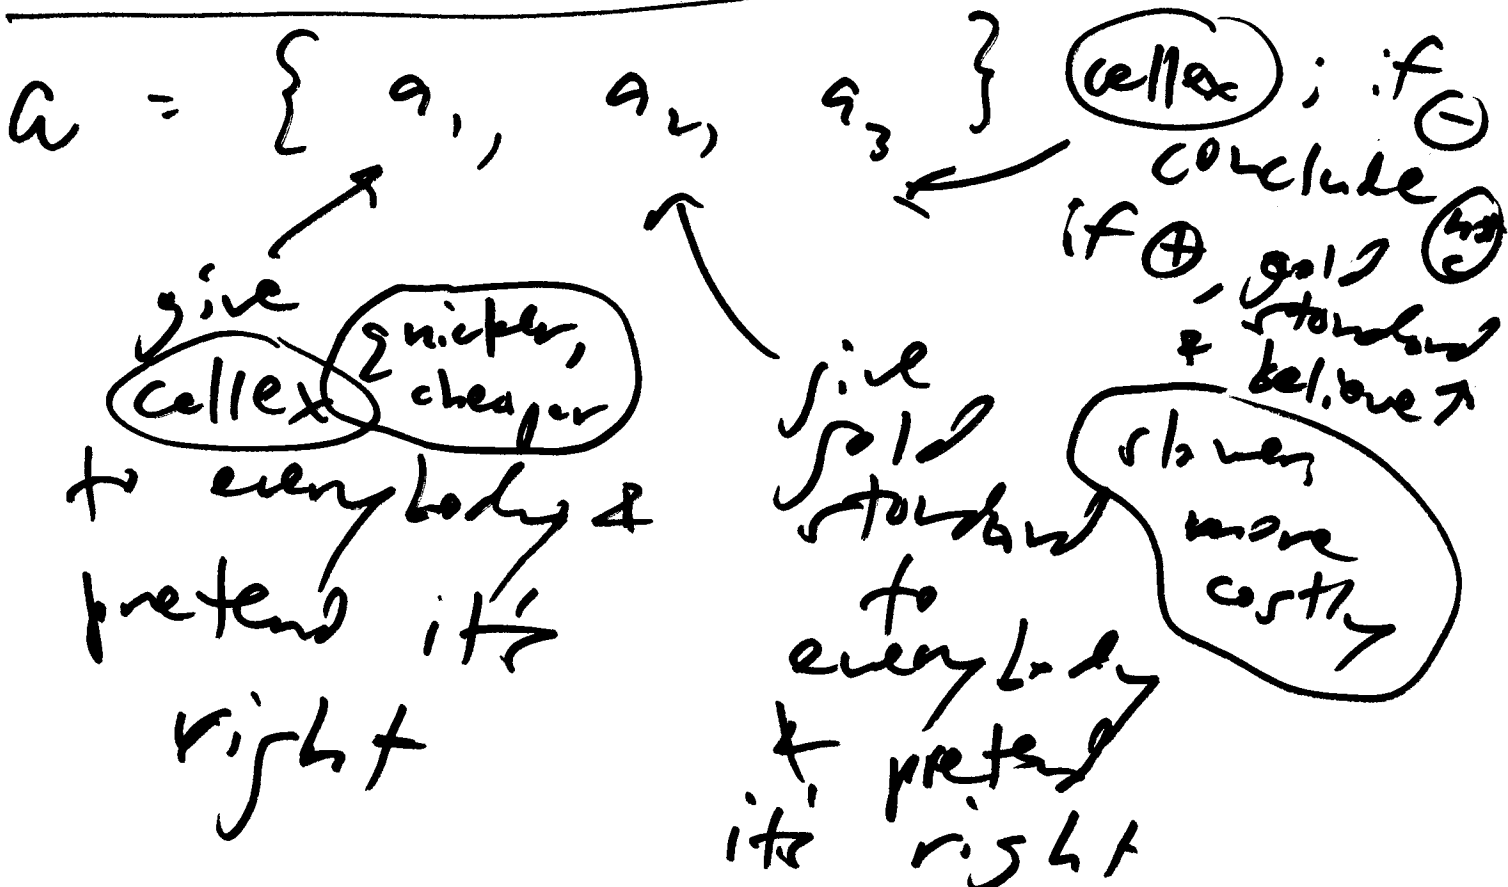 a = { a₁, a₂, a₃ }
cellex ; if ⊖
conclude
if ⊕, gold
standard
& believe ↗
give
cellex
quicker,
cheaper
to everybody &
pretend it's
right
give
gold
standard
to
everybody
& pretend
it's right
slower,
more
costly